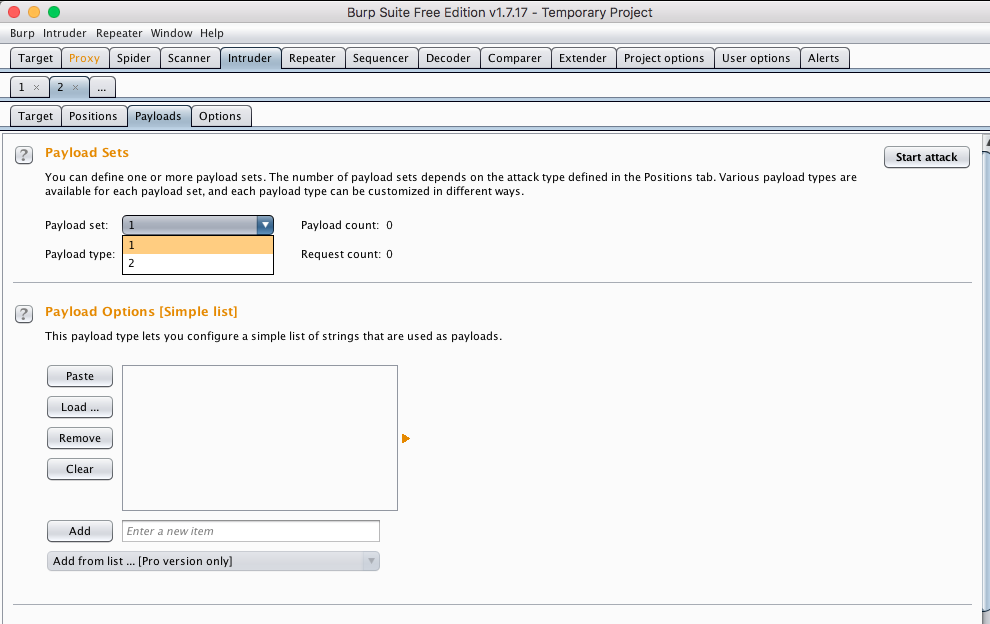 Burp Suite Free Edition v1.7.17 - Temporary Project
Burp Intruder Repeater Window Help
Target Proxy Spider Scanner Intruder Repeater Sequencer Decoder Comparer Extender Project options User options Alerts
1 × 2 × ...
Target Positions Payloads Options
? Payload Sets
Start attack
You can define one or more payload sets. The number of payload sets depends on the attack type defined in the Positions tab. Various payload types are
available for each payload set, and each payload type can be customized in different ways.
Payload set: 1 Payload count: 0
1
Payload type: Request count: 0
2
? Payload Options [Simple list]
This payload type lets you configure a simple list of strings that are used as payloads.
Paste
Load ...
Remove
Clear
Add Enter a new item
Add from list ... [Pro version only]